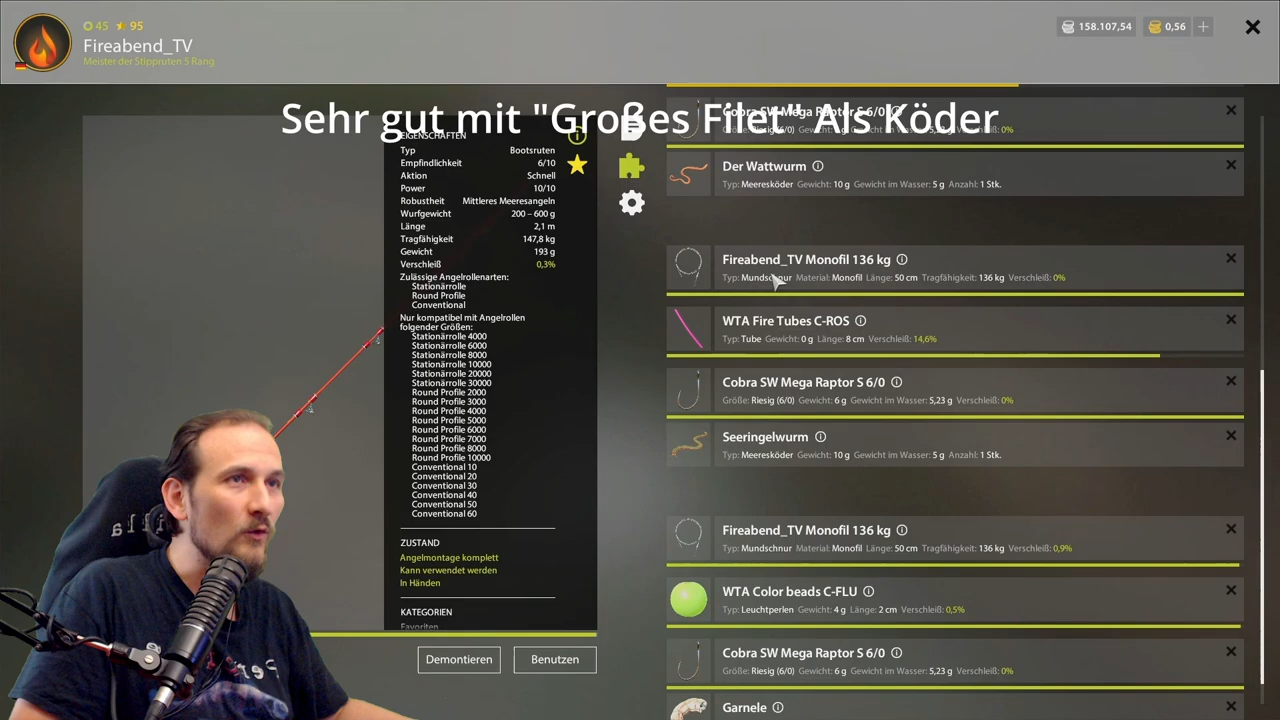 45 95
Fireabend_TV
Meister der Stippruten 5 Rang
158.107,54
0,56
Sehr gut mit "Großes Filet" Als Köder
EIGENSCHAFTEN
Typ Bootsruten
Empfindlichkeit 6/10
Aktion Schnell
Power 10/10
Robustheit Mittleres Meeresangeln
Wurfgewicht 200 – 600 g
Länge 2,1 m
Tragfähigkeit 147,8 kg
Gewicht 193 g
Verschleiß 0,3%
Zulässige Angelrollenarten:
Stationärrolle
Round Profile
Conventional
Nur kompatibel mit Angelrollen
folgender Größen:
Stationärrolle 4000
Stationärrolle 6000
Stationärrolle 8000
Stationärrolle 10000
Stationärrolle 20000
Stationärrolle 30000
Round Profile 2000
Round Profile 3000
Round Profile 4000
Round Profile 5000
Round Profile 6000
Round Profile 7000
Round Profile 8000
Round Profile 10000
Conventional 10
Conventional 20
Conventional 30
Conventional 40
Conventional 50
Conventional 60
ZUSTAND
Angelmontage komplett
Kann verwendet werden
In Händen
KATEGORIEN
Favoriten
Demontieren
Benutzen
Cobra SW Mega Raptor S 6/0
0%
Der Wattwurm
Typ: Meeresköder Gewicht: 10 g Gewicht im Wasser: 5 g Anzahl: 1 Stk.
Fireabend_TV Monofil 136 kg
Typ: Mundschnur Material: Monofil Länge: 50 cm Tragfähigkeit: 136 kg Verschleiß: 0%
WTA Fire Tubes C-ROS
Typ: Tube Gewicht: 0 g Länge: 8 cm Verschleiß: 14,6%
Cobra SW Mega Raptor S 6/0
Größe: Riesig (6/0) Gewicht: 6 g Gewicht im Wasser: 5,23 g Verschleiß: 0%
Seeringelwurm
Typ: Meeresköder Gewicht: 10 g Gewicht im Wasser: 5 g Anzahl: 1 Stk.
Fireabend_TV Monofil 136 kg
Typ: Mundschnur Material: Monofil Länge: 50 cm Tragfähigkeit: 136 kg Verschleiß: 0,9%
WTA Color beads C-FLU
Typ: Leuchtperlen Gewicht: 4 g Länge: 2 cm Verschleiß: 0,5%
Cobra SW Mega Raptor S 6/0
Größe: Riesig (6/0) Gewicht: 6 g Gewicht im Wasser: 5,23 g Verschleiß: 0%
Garnele